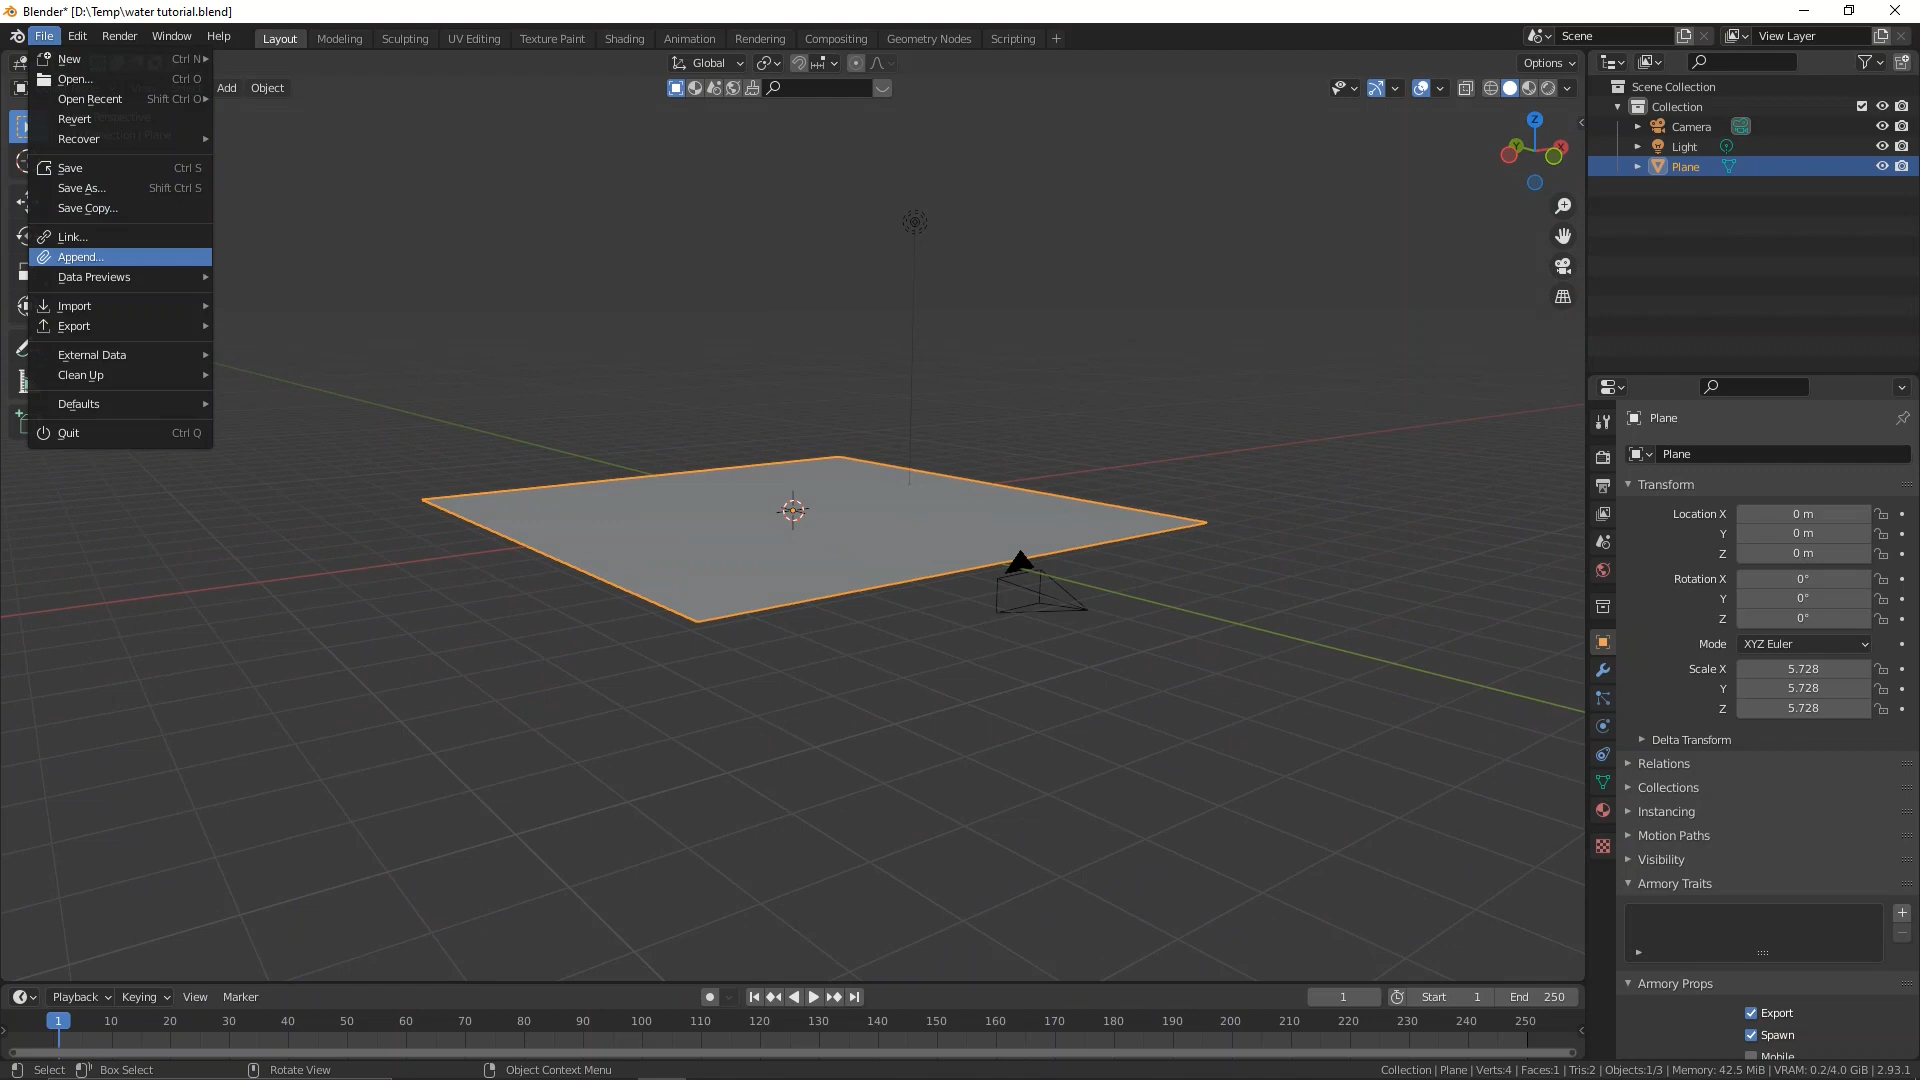 Blender* [D:\Temp\water tutorial.blend]
File Edit Render Window Help
Layout Modeling Sculpting UV Editing Texture Paint Shading Animation Rendering Compositing Geometry Nodes Scripting +
Scene
View Layer
New Ctrl N
Open... Ctrl O
Open Recent Shift Ctrl O
Revert
Recover
Save Ctrl S
Save As... Shift Ctrl S
Save Copy...
Link...
Append...
Data Previews
Import
Export
External Data
Clean Up
Defaults
Quit Ctrl Q
Global
Options
Add Object
Z
Y
X
Scene Collection
Collection
Camera
Light
Plane
Plane
Plane
Transform
Location X 0 m
Y 0 m
Z 0 m
Rotation X 0°
Y 0°
Z 0°
Mode XYZ Euler
Scale X 5.728
Y 5.728
Z 5.728
Delta Transform
Relations
Collections
Instancing
Motion Paths
Visibility
Armory Traits
Armory Props
Export
Spawn
Mobile
Playback Keying View Marker
1 Start 1 End 250
1 10 20 30 40 50 60 70 80 90 100 110 120 130 140 150 160 170 180 190 200 210 220 230 240 250
Select Box Select Rotate View Object Context Menu
Collection | Plane | Verts:4 | Faces:1 | Tris:2 | Objects:1/3 | Memory: 42.5 MiB | VRAM: 0.2/4.0 GiB | 2.93.1